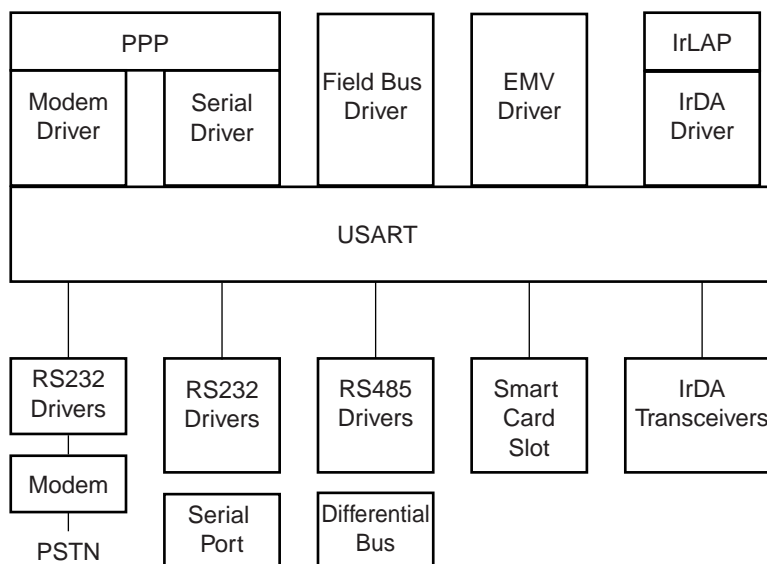 PPP
IrLAP
Modem
Driver
Serial
Driver
Field Bus
Driver
EMV
Driver
IrDA
Driver
USART
RS232
Drivers
RS232
Drivers
RS485
Drivers
Smart
Card
Slot
IrDA
Transceivers
Modem
PSTN
Serial
Port
Differential
Bus